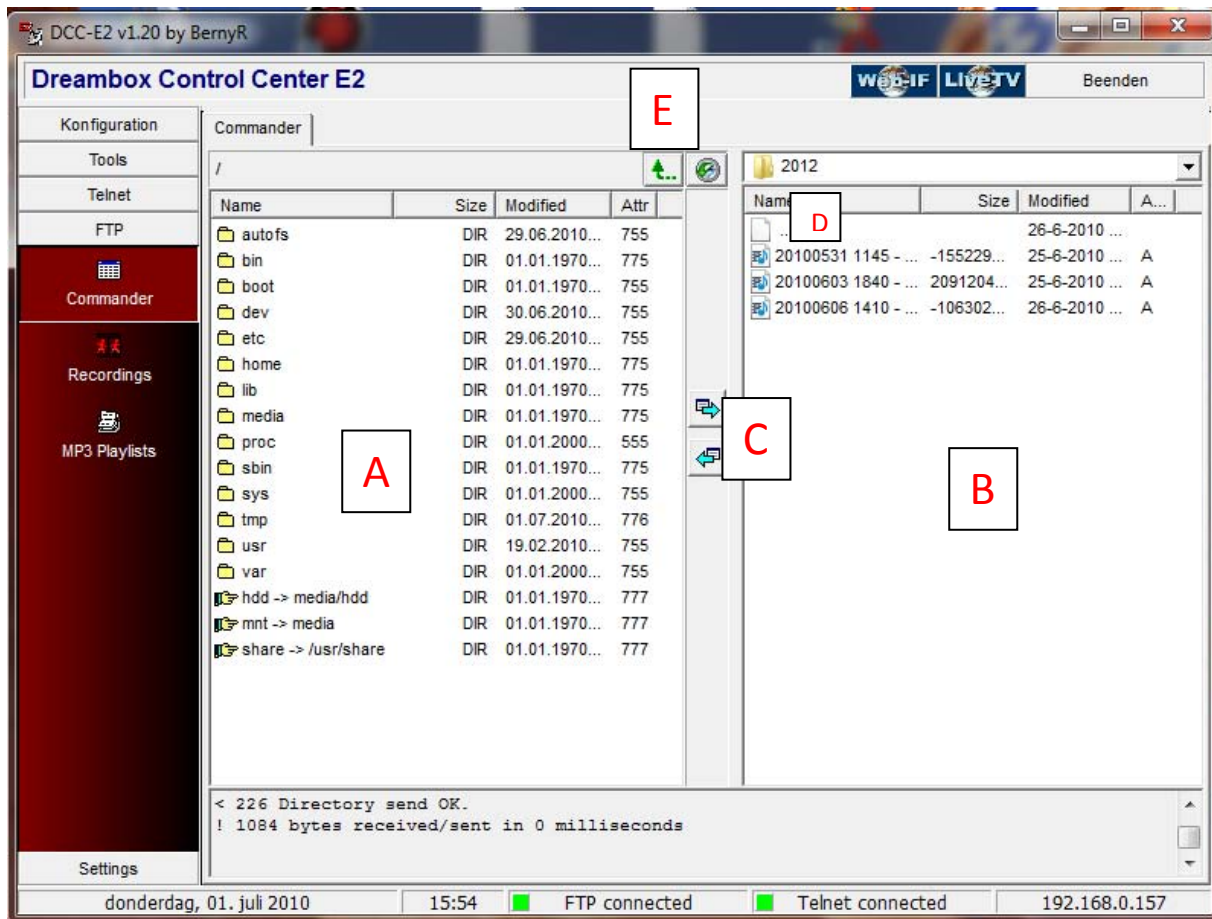 DCC-E2 v1.20 by BernyR
Dreambox Control Center E2
Web-IF LiveTV Beenden
E
Konfiguration
Tools
Telnet
FTP
Commander
Recordings
MP3 Playlists
Settings
Commander
/
Name Size Modified Attr
autofs DIR 29.06.2010... 755
bin DIR 01.01.1970... 775
boot DIR 01.01.1970... 775
dev DIR 30.06.2010... 755
etc DIR 29.06.2010... 755
home DIR 01.01.1970... 775
lib DIR 01.01.1970... 775
media DIR 01.01.1970... 775
proc DIR 01.01.2000... 555
sbin DIR 01.01.1970... 775
sys DIR 01.01.2000... 755
tmp DIR 01.07.2010... 776
usr DIR 19.02.2010... 755
var DIR 01.01.2000... 755
hdd -> media/hdd DIR 01.01.1970... 777
mnt -> media DIR 01.01.1970... 777
share -> /usr/share DIR 01.01.1970... 777
A
C
2012
Name Size Modified A...
D
.. 26-6-2010 ...
20100531 1145 - ... -155229... 25-6-2010 ... A
20100603 1840 - ... 2091204... 25-6-2010 ... A
20100606 1410 - ... -106302... 26-6-2010 ... A
B
< 226 Directory send OK.
! 1084 bytes received/sent in 0 milliseconds
donderdag, 01. juli 2010 15:54 FTP connected Telnet connected 192.168.0.157